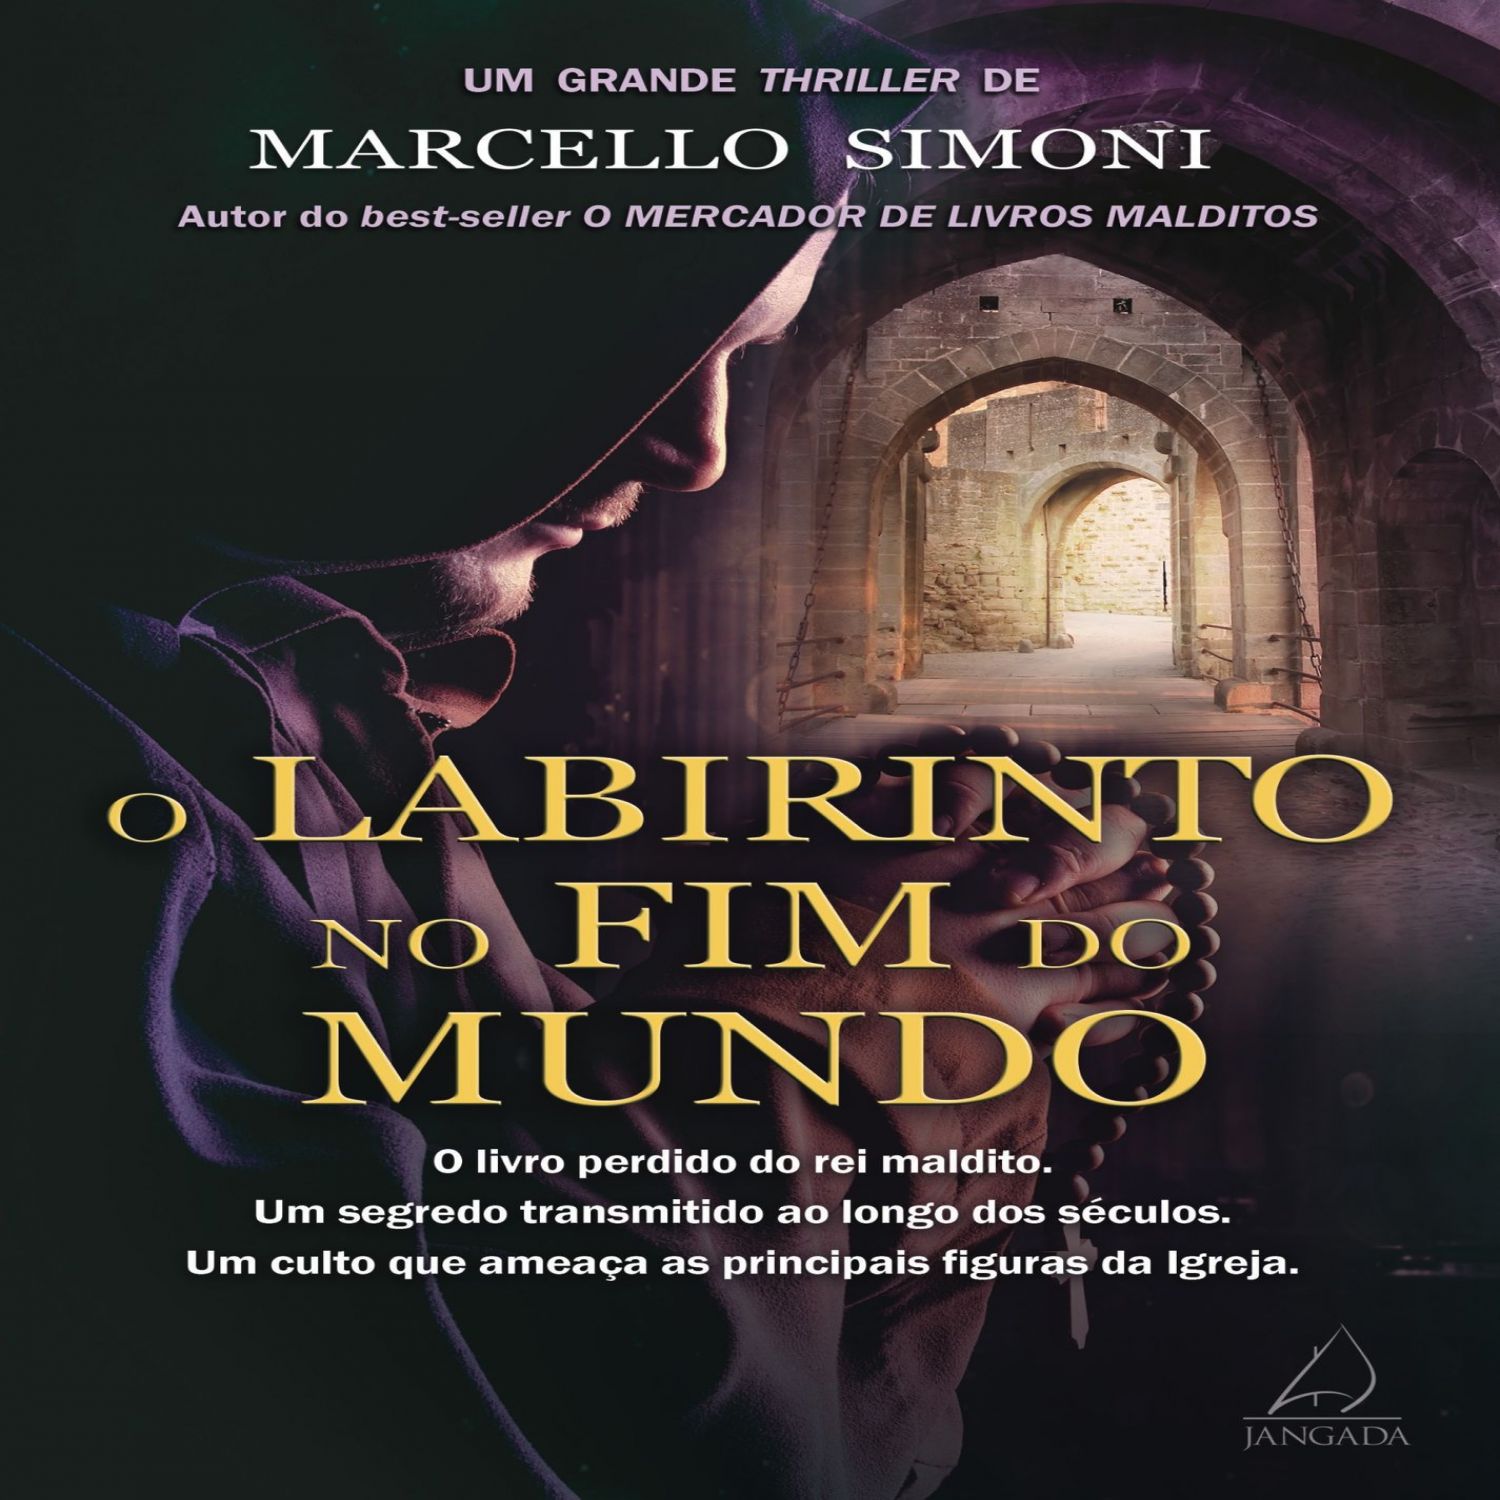 UM GRANDE THRILLER DE
MARCELLO SIMONI
Autor do best-seller O MERCADOR DE LIVROS MALDITOS
O LABIRINTO
NO FIM DO
MUNDO
O livro perdido do rei maldito.
Um segredo transmitido ao longo dos séculos.
Um culto que ameaça as principais figuras da Igreja.
JANGADA